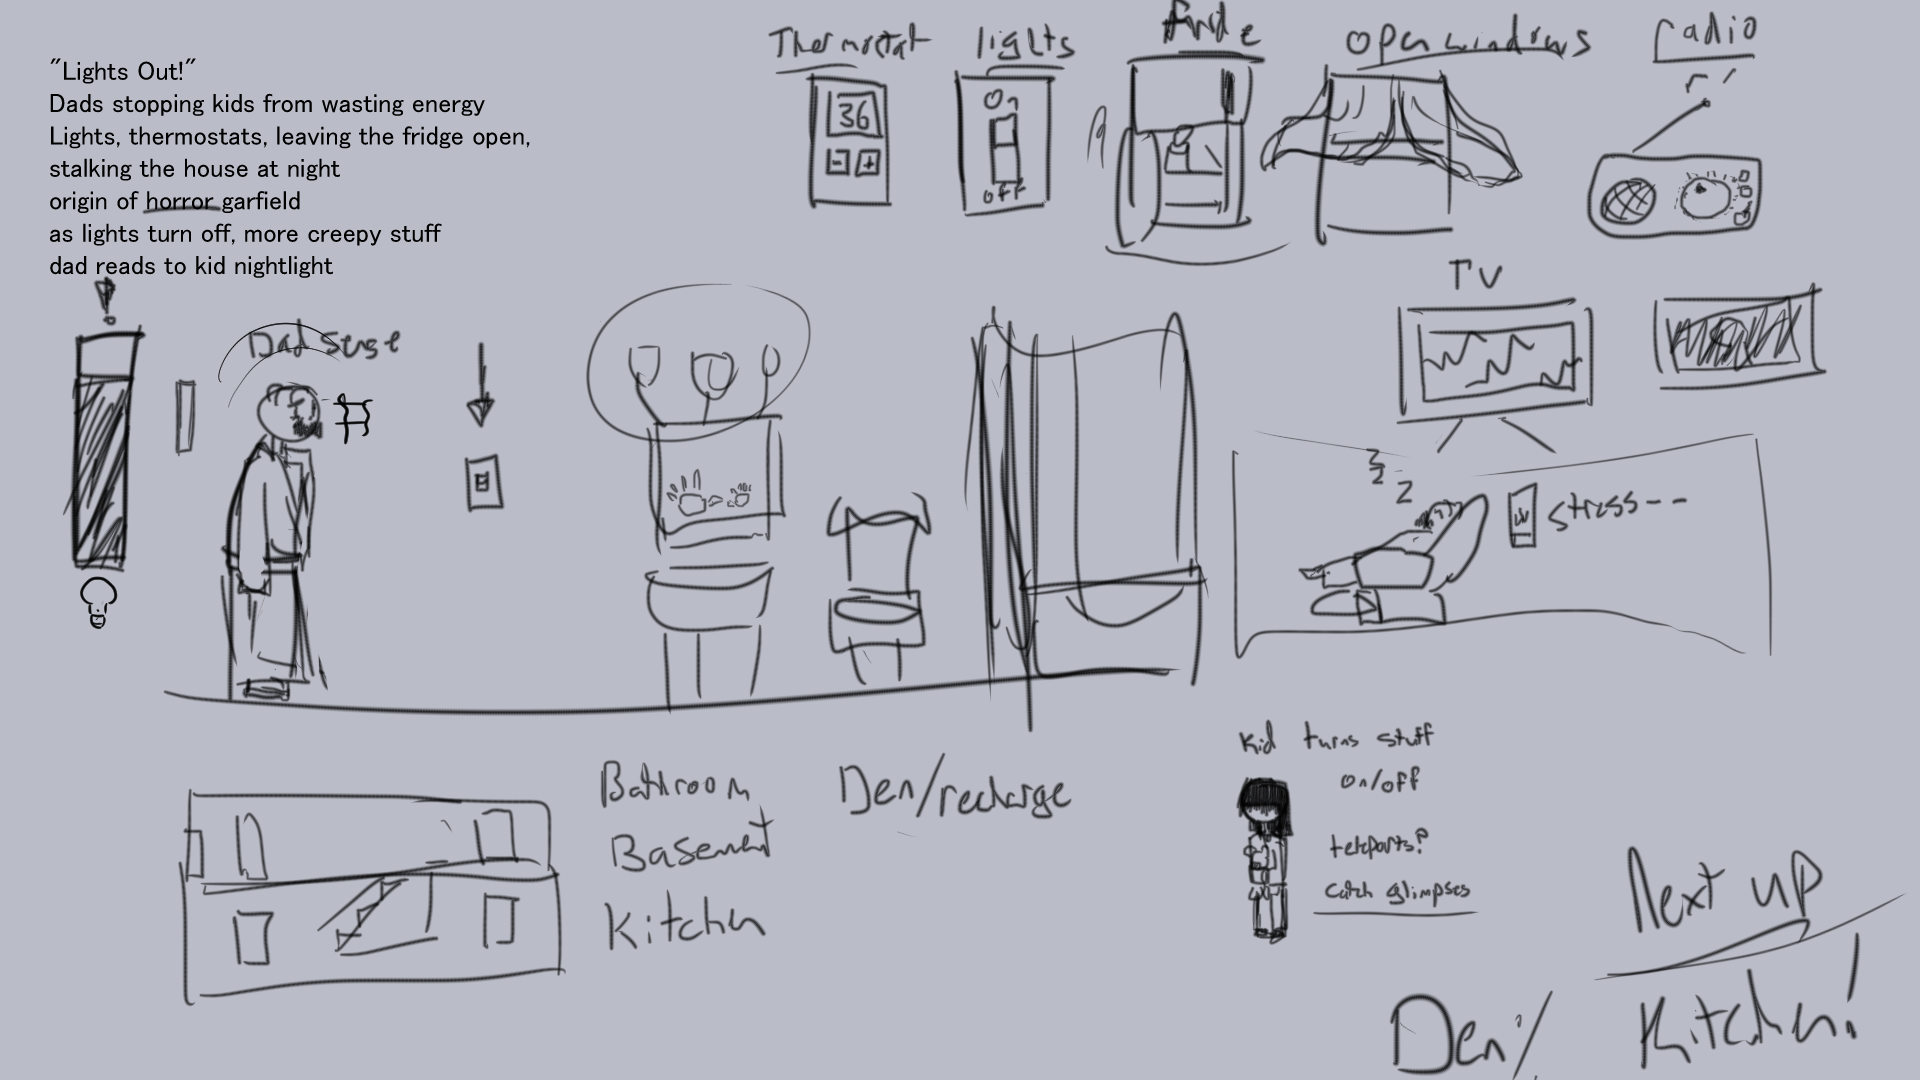 "Lights Out!"
Dads stopping kids from wasting energy
Lights, thermostats, leaving the fridge open,
stalking the house at night
origin of horror garfield
as lights turn off, more creepy stuff
dad reads to kid nightlight
Thermostat
lights
fridge
open windows
radio
36
- +
On
off
TV
Dad sense
z
z
z
stress--
Kid turns stuff
on/off
teleports?
catch glimpses
Bathroom
Basement
Kitchen
Den/recharge
Next up
Den/
Kitchen!